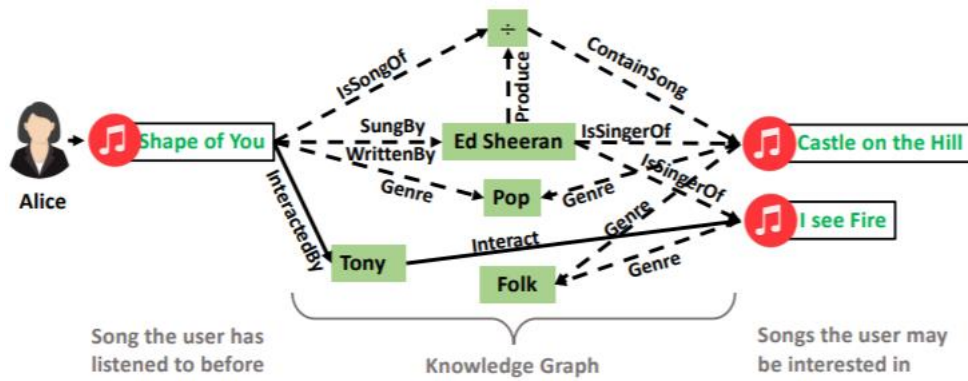 ÷
IsSongOf
ContainSong
Produce
Shape of You
SungBy
WrittenBy
Ed Sheeran
IsSingerOf
Castle on the Hill
Alice
Genre
Pop
Genre
IsSingerOf
Genre
I see Fire
InteractedBy
Tony
Interact
Folk
Genre
Song the user has
listened to before
Knowledge Graph
Songs the user may
be interested in